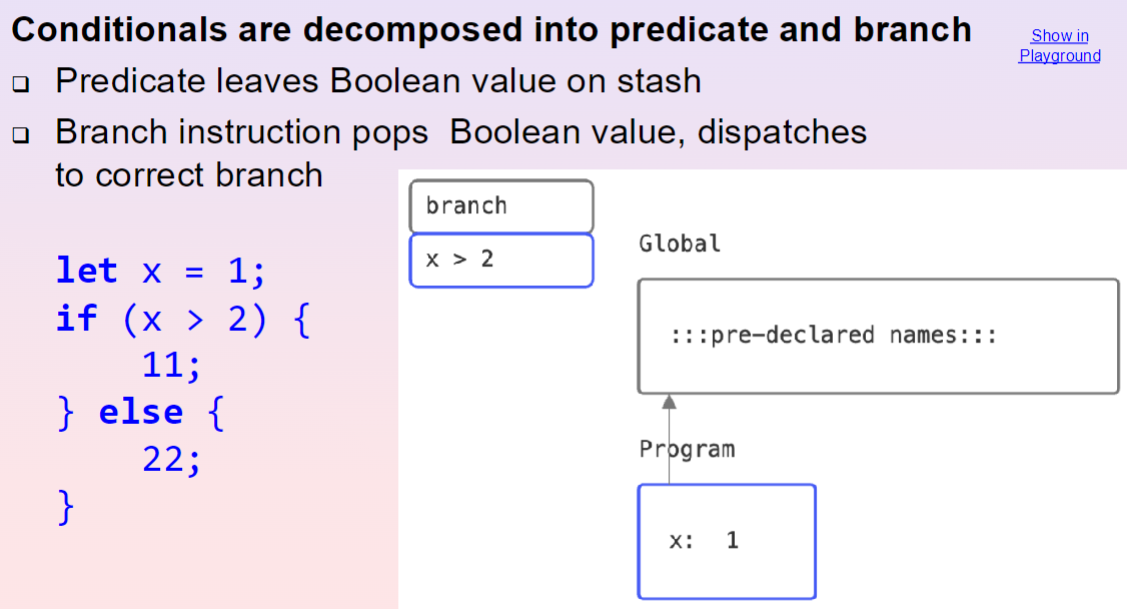 Conditionals are decomposed into predicate and branch
Show in
Playground
❑ Predicate leaves Boolean value on stash
❑ Branch instruction pops  Boolean value, dispatches
to correct branch
let x = 1;
if (x > 2) {
    11;
} else {
    22;
}
branch
x > 2
Global
:::pre-declared names:::
Program
x:  1